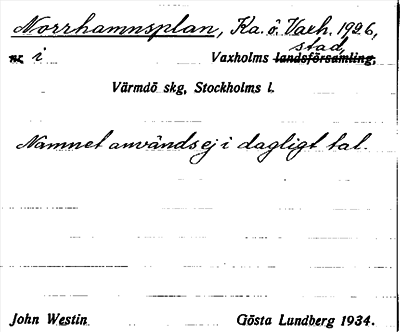 Norrhamnsplan, Ka. ö. Vaxh. 1926,
nr i Vaxholms stad, landsförsamling,
Värmdö skg, Stockholms l.
Namnet användes ej i dagligt tal.
John Westin Gösta Lundberg 1934.